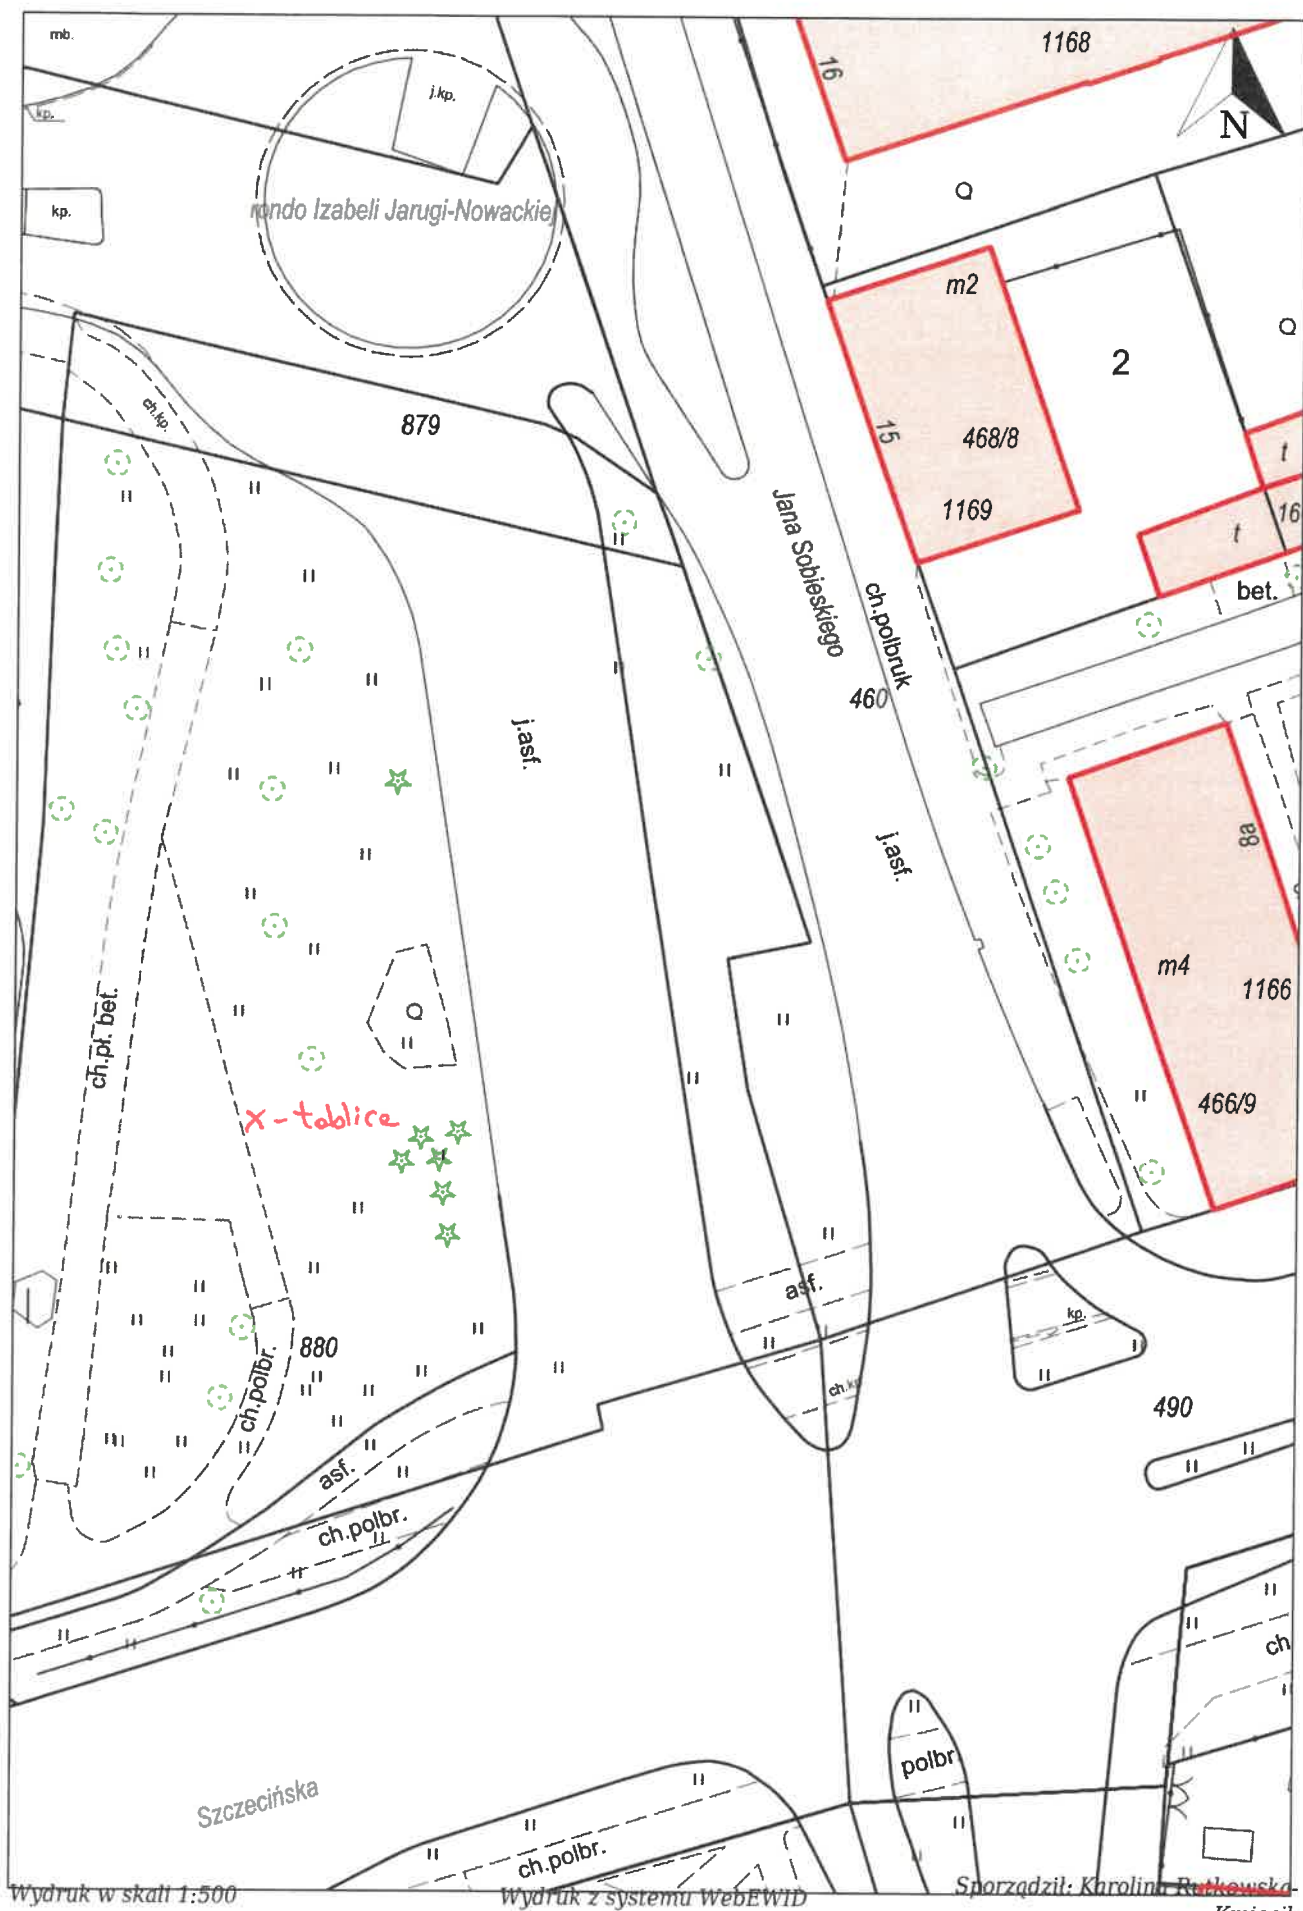 mb.
1168
16
j.kp.
kp.
N
kp.
rondo Izabeli Jarugi-Nowackiej
m2
2
ch.kp.
879
15
468/8
t
1169
16
t
Jana Sobieskiego
ch.polbruk
bet.
460
j.asf.
j.asf.
8a
m4
1166
ch.pł. bet.
466/9
x-tablice
asf.
kp.
880
ch.polbr.
ch.kp
490
asf.
ch.polbr.
ch
polbr.
Szczecińska
ch.polbr.
Wydruk w skali 1:500
Wydruk z systemu WebEWID
Sporządził: Karolina Rutkowska-